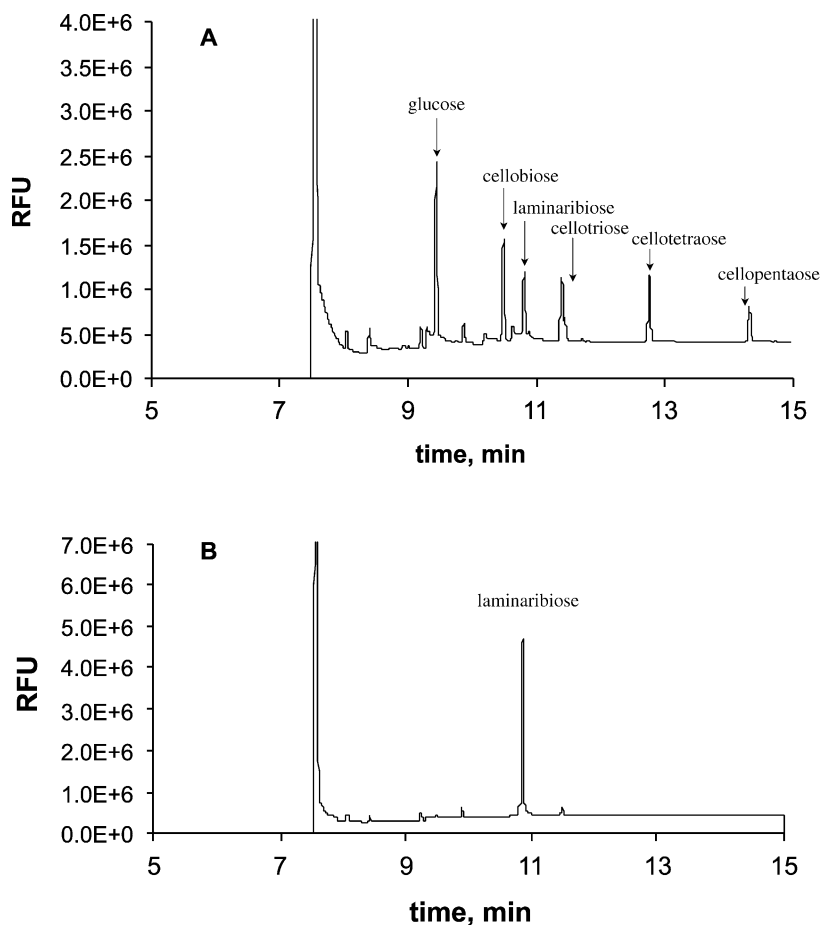 A
4.0E+6
3.5E+6
3.0E+6
2.5E+6
2.0E+6
1.5E+6
1.0E+6
5.0E+5
0.0E+0
RFU
glucose
cellobiose
laminaribiose
cellotriose
cellotetraose
cellopentaose
5 7 9 11 13 15
time, min
B
7.0E+6
6.0E+6
5.0E+6
4.0E+6
3.0E+6
2.0E+6
1.0E+6
0.0E+0
RFU
laminaribiose
5 7 9 11 13 15
time, min